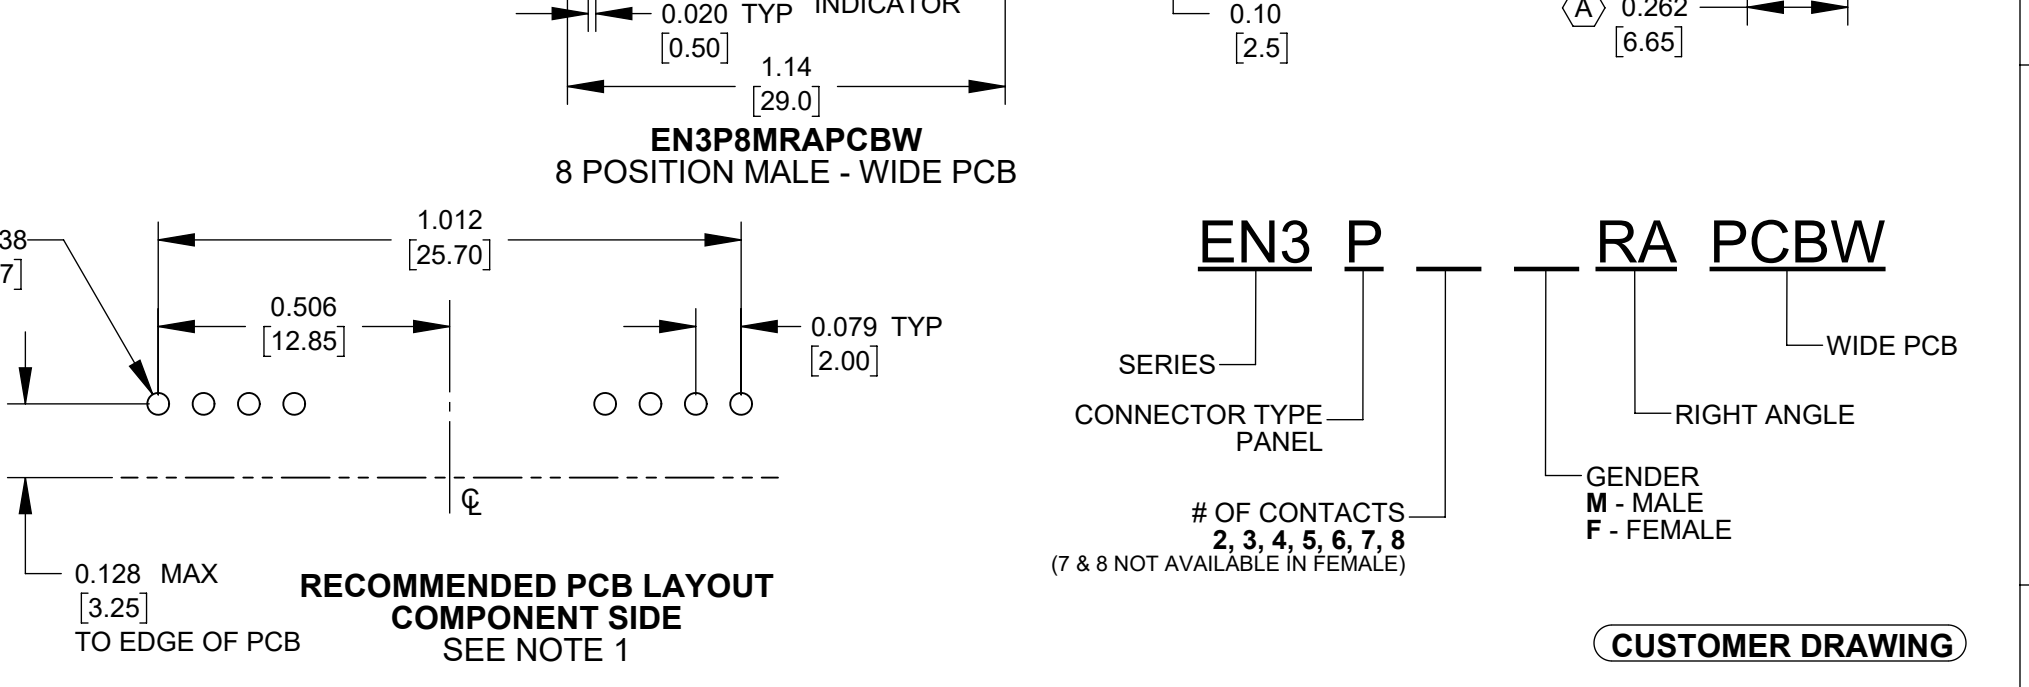 0.020 TYP
[0.50]
INDICATOR
0.10
[2.5]
A 0.262
[6.65]
1.14
[29.0]
EN3P8MRAPCBW
8 POSITION MALE - WIDE PCB
38
7]
1.012
[25.70]
0.506
[12.85]
0.079 TYP
[2.00]
℄
0.128 MAX
[3.25]
TO EDGE OF PCB
RECOMMENDED PCB LAYOUT
COMPONENT SIDE
SEE NOTE 1
EN3 P __ __ RA PCBW
WIDE PCB
SERIES
CONNECTOR TYPE
PANEL
RIGHT ANGLE
GENDER
M - MALE
F - FEMALE
# OF CONTACTS
2, 3, 4, 5, 6, 7, 8
(7 & 8 NOT AVAILABLE IN FEMALE)
CUSTOMER DRAWING